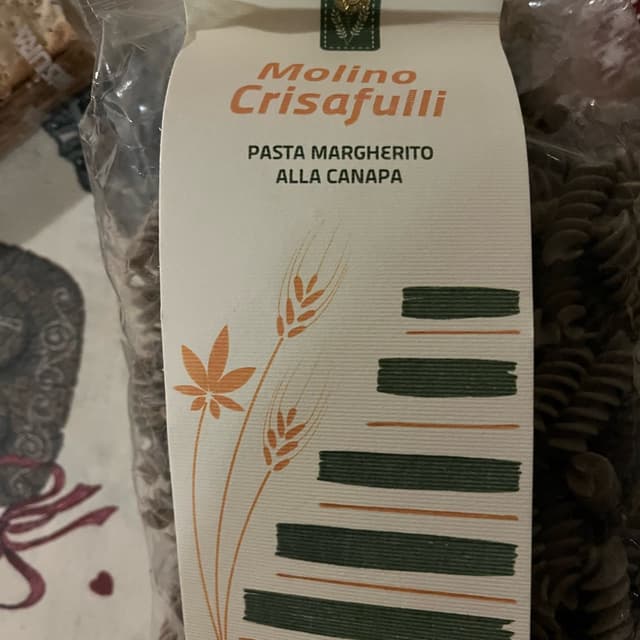 Molino
Crisafulli
PASTA MARGHERITO
ALLA CANAPA